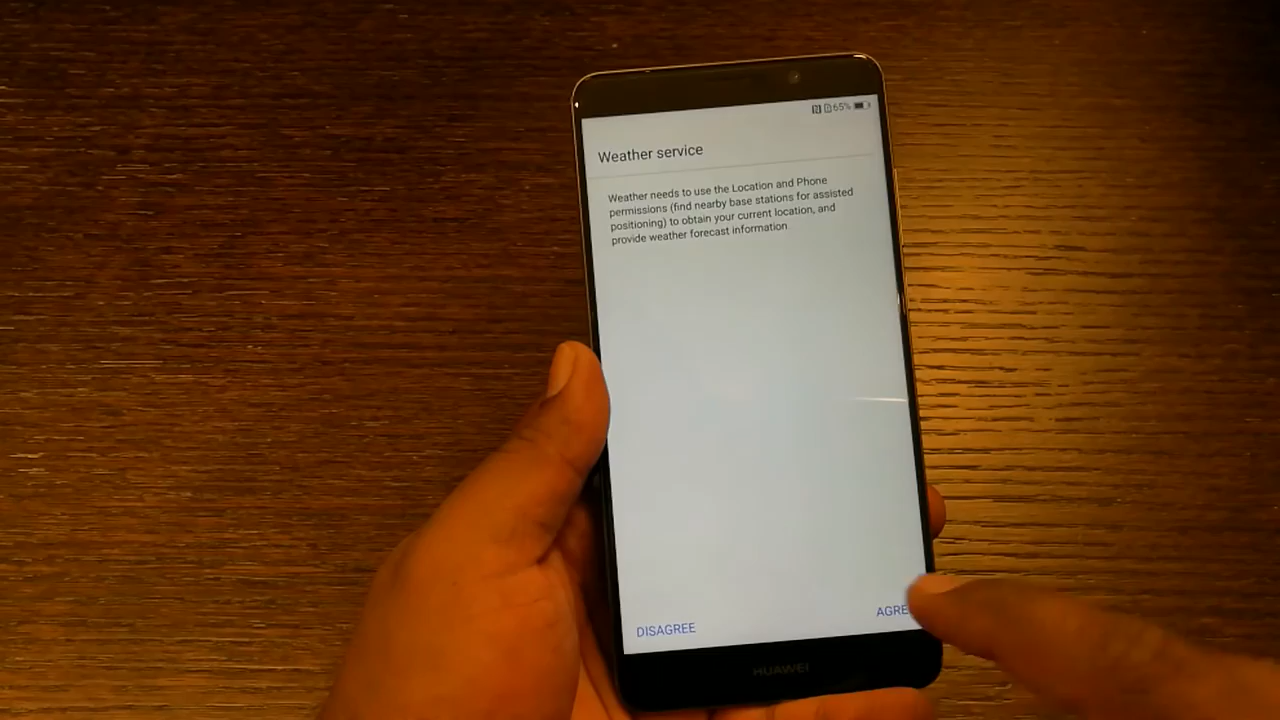 65%
Weather service
Weather needs to use the Location and Phone
permissions (find nearby base stations for assisted
positioning) to obtain your current location, and
provide weather forecast information
DISAGREE
AGRE
HUAWEI